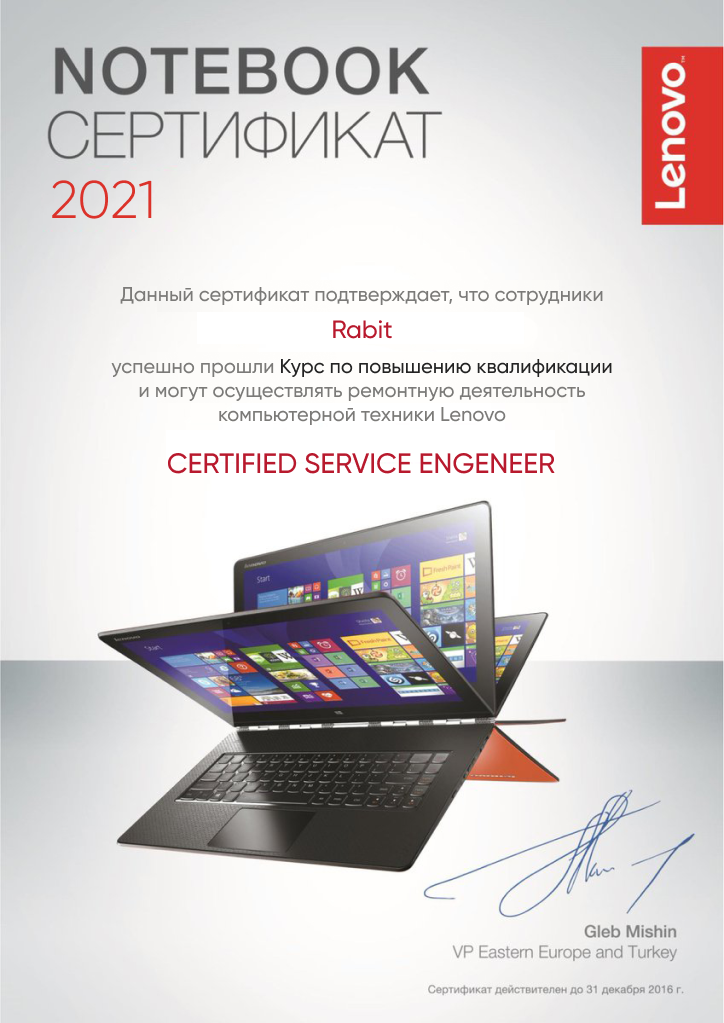 NOTEBOOK
СЕРТИФИКАТ
2021
Lenovo
Данный сертификат подтверждает, что сотрудники
Rabit
успешно прошли Курс по повышению квалификации
и могут осуществлять ремонтную деятельность
компьютерной техники Lenovo
CERTIFIED SERVICE ENGENEER
Start
FreshPaint
Start
FreshPaint
Gleb Mishin
VP Eastern Europe and Turkey
Сертификат действителен до 31 декабря 2016 г.